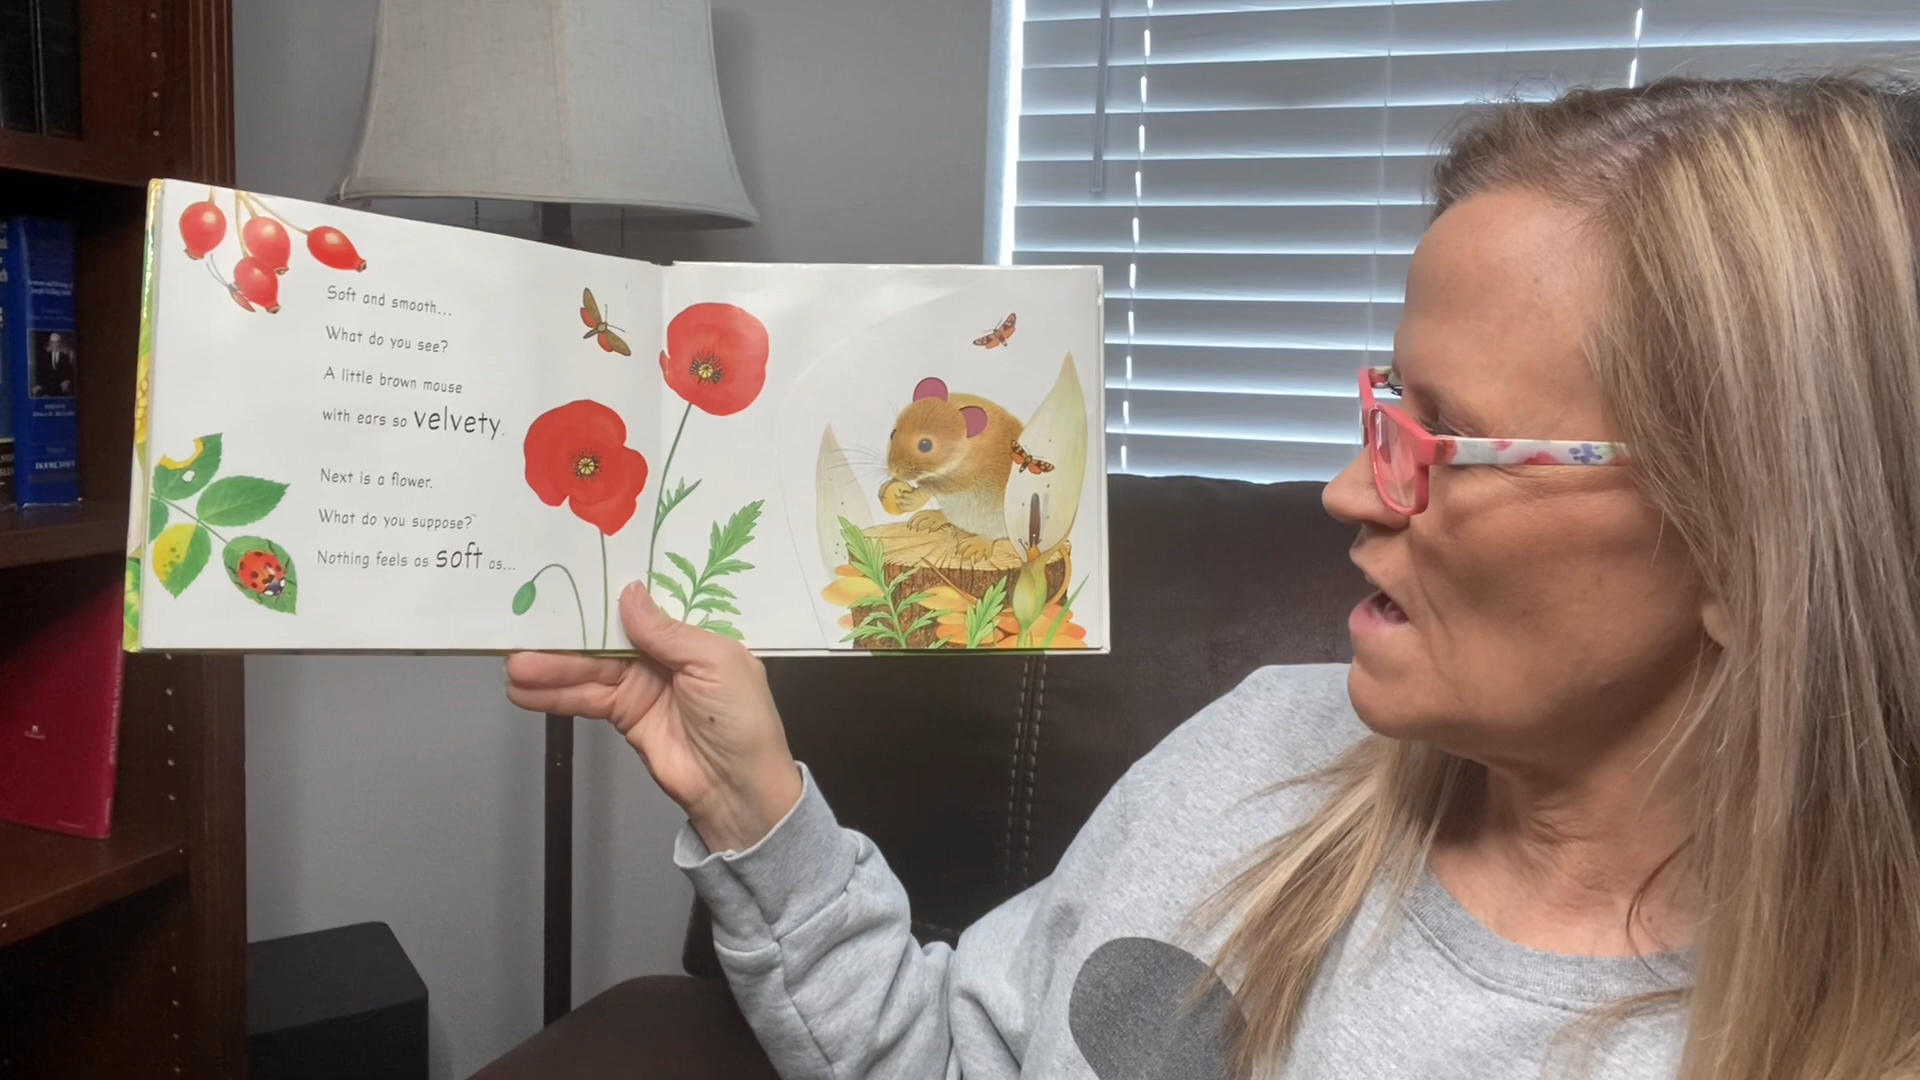 Soft and smooth...
What do you see?
A little brown mouse
with ears so velvety.
Next is a flower.
What do you suppose?
Nothing feels as soft as...